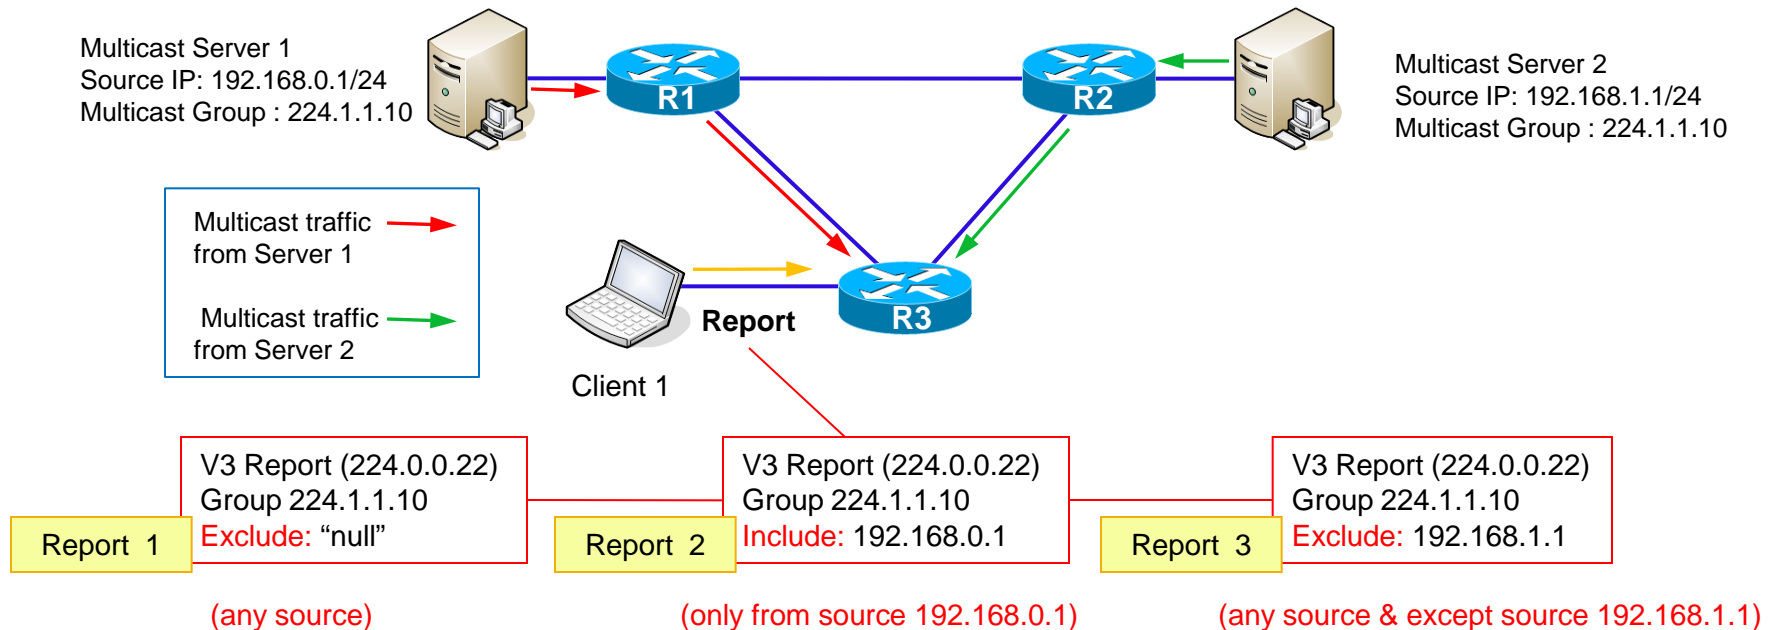 Multicast Server 1
Source IP: 192.168.0.1/24
Multicast Group : 224.1.1.10
R1
R2
Multicast Server 2
Source IP: 192.168.1.1/24
Multicast Group : 224.1.1.10
Multicast traffic
from Server 1
Multicast traffic
from Server 2
Report
R3
Client 1
V3 Report (224.0.0.22)
Group 224.1.1.10
Exclude: “null”
Report 1
(any source)
V3 Report (224.0.0.22)
Group 224.1.1.10
Include: 192.168.0.1
Report 2
(only from source 192.168.0.1)
V3 Report (224.0.0.22)
Group 224.1.1.10
Exclude: 192.168.1.1
Report 3
(any source & except source 192.168.1.1)